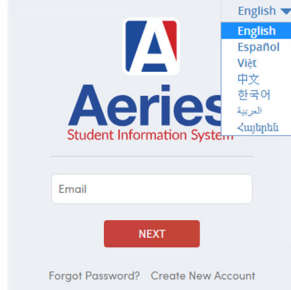 English
English
Español
Việt
中文
한국어
العربية
Հայերեն
Aeries
Student Information System
Email
NEXT
Forgot Password? Create New Account